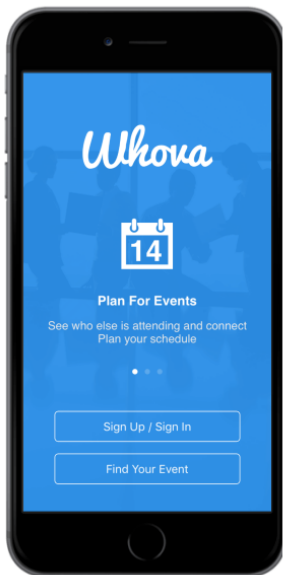 Whova
14
Plan For Events
See who else is attending and connect
Plan your schedule
Sign Up / Sign In
Find Your Event